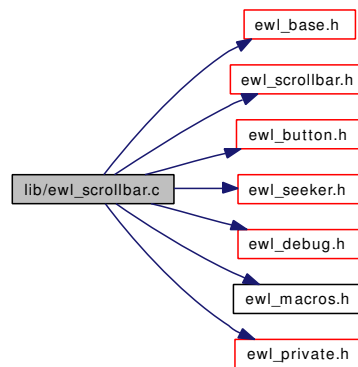 ewl_base.h
ewl_scrollbar.h
ewl_button.h
lib/ewl_scrollbar.c
ewl_seeker.h
ewl_debug.h
ewl_macros.h
ewl_private.h